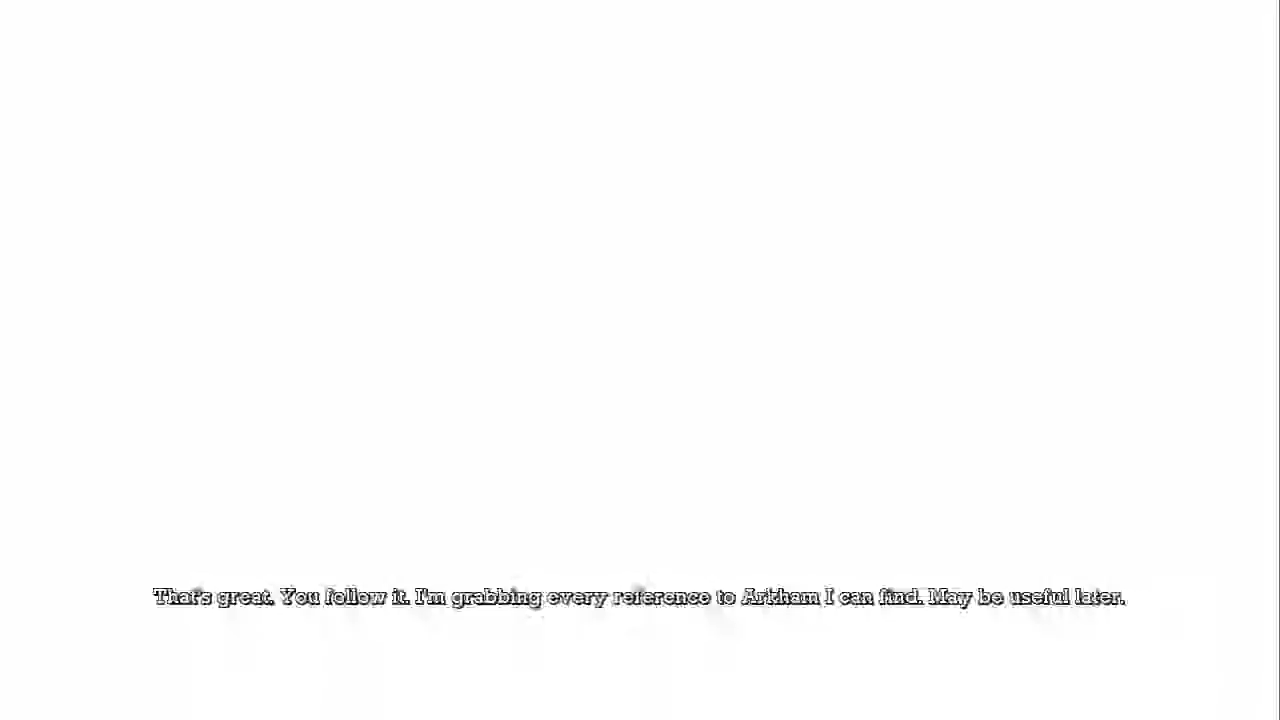 That's great. You follow it. I'm grabbing every reference to Arkham I can find. May be useful later.